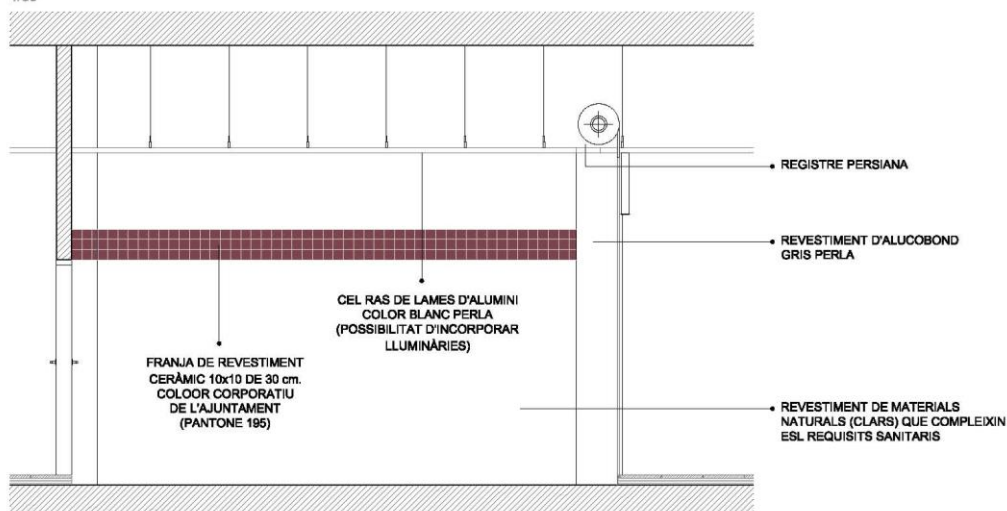 REGISTRE PERSIANA
REVESTIMENT D'ALUCOBOND
GRIS PERLA
CEL RAS DE LAMES D'ALUMINI
COLOR BLANC PERLA
(POSSIBILITAT D'INCORPORAR
LLUMINÀRIES)
FRANJA DE REVESTIMENT
CERÀMIC 10x10 DE 30 cm.
COLOOR CORPORATIU
DE L'AJUNTAMENT
(PANTONE 195)
REVESTIMENT DE MATERIALS
NATURALS (CLARS) QUE COMPLEIXIN
ESL REQUISITS SANITARIS